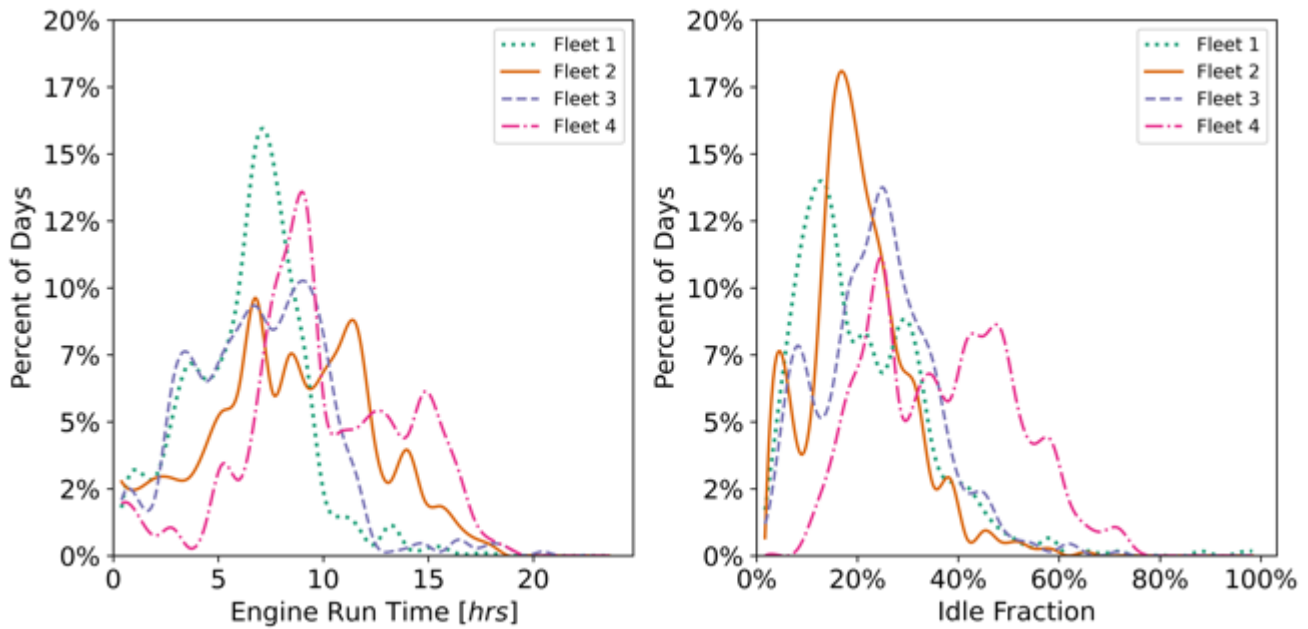 20%
17%
15%
12%
10%
7%
5%
2%
0%
Percent of Days
0
5
10
15
20
Engine Run Time [hrs]
Fleet 1
Fleet 2
Fleet 3
Fleet 4
20%
17%
15%
12%
10%
7%
5%
2%
0%
Percent of Days
0%
20%
40%
60%
80%
100%
Idle Fraction
Fleet 1
Fleet 2
Fleet 3
Fleet 4